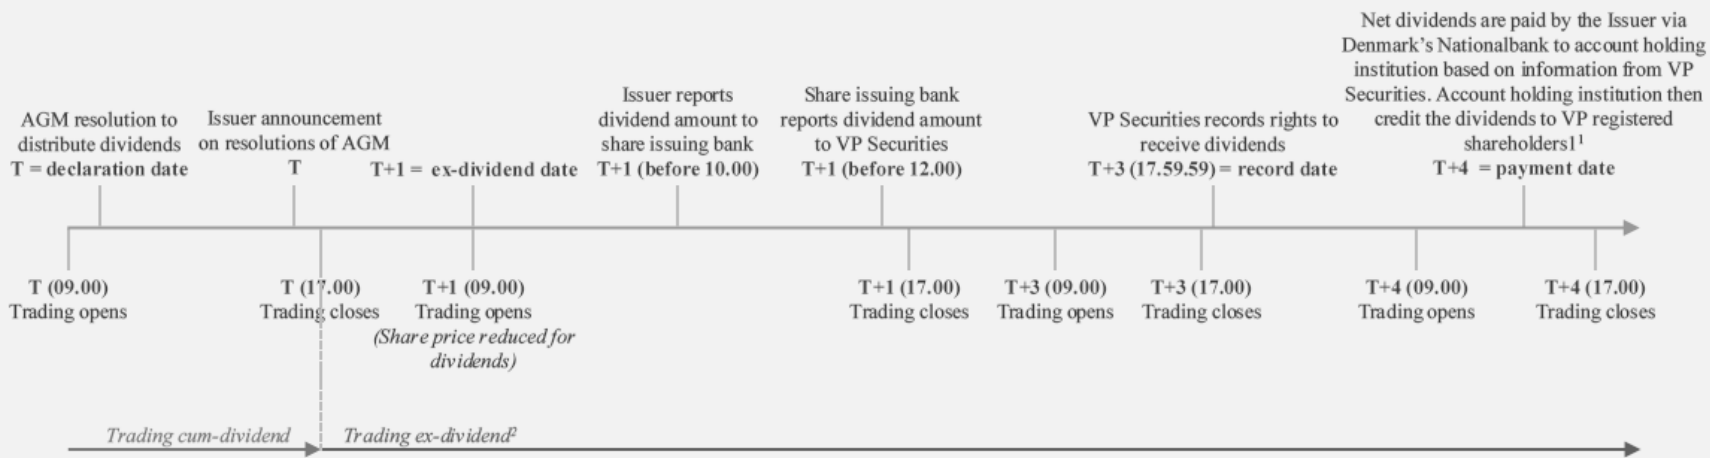 AGM resolution to
distribute dividends
T = declaration date
Issuer announcement
on resolutions of AGM
T
T+1 = ex-dividend date
Issuer reports
dividend amount to
share issuing bank
T+1 (before 10.00)
Share issuing bank
reports dividend amount
to VP Securities
T+1 (before 12.00)
VP Securities records rights to
receive dividends
T+3 (17.59.59) = record date
Net dividends are paid by the Issuer via
Denmark's Nationalbank to account holding
institution based on information from VP
Securities. Account holding institution then
credit the dividends to VP registered
shareholders1¹
T+4 = payment date
T (09.00)
Trading opens
T (17.00)
Trading closes
T+1 (09.00)
Trading opens
(Share price reduced for
dividends)
T+1 (17.00)
Trading closes
T+3 (09.00)
Trading opens
T+3 (17.00)
Trading closes
T+4 (09.00)
Trading opens
T+4 (17.00)
Trading closes
Trading cum-dividend
Trading ex-dividend²